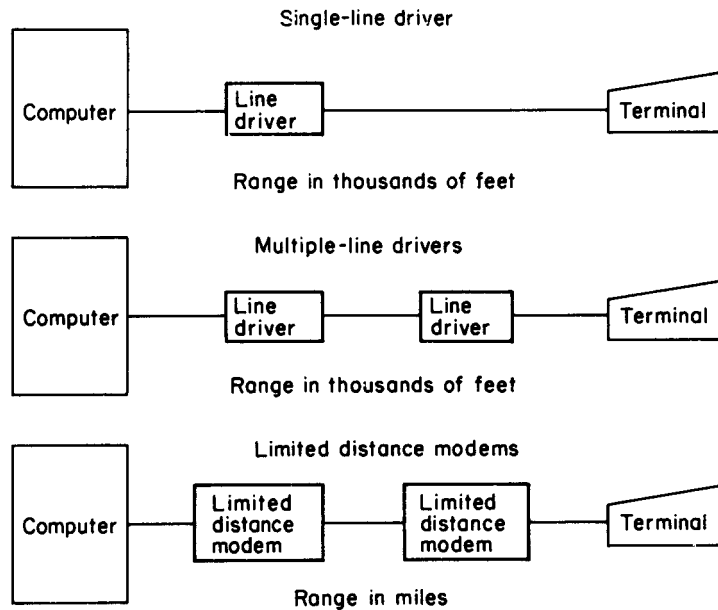 Single-line driver
Computer
Line
driver
Terminal
Range in thousands of feet
Multiple-line drivers
Computer
Line
driver
Line
driver
Terminal
Range in thousands of feet
Limited distance modems
Computer
Limited
distance
modem
Limited
distance
modem
Terminal
Range in miles